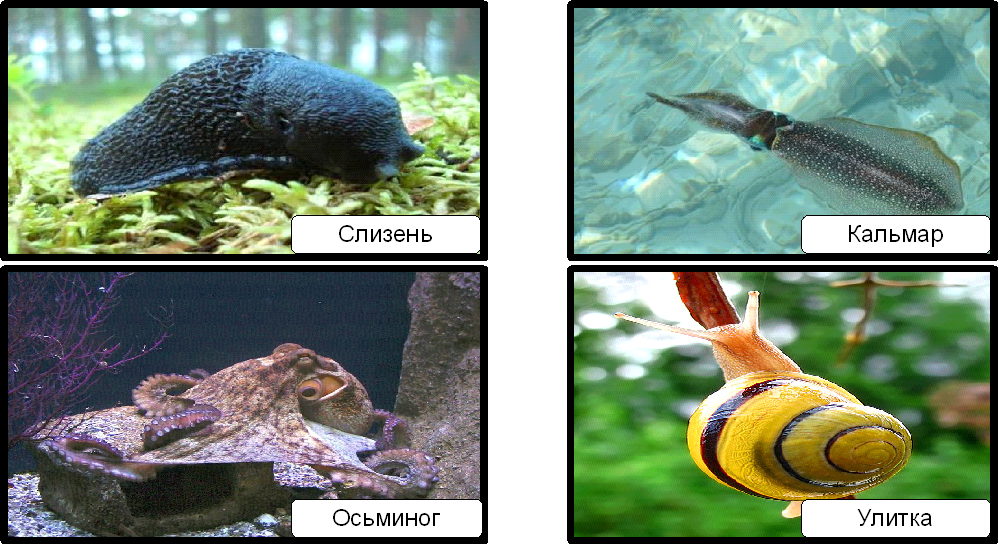 Слизень
Кальмар
Осьминог
Улитка